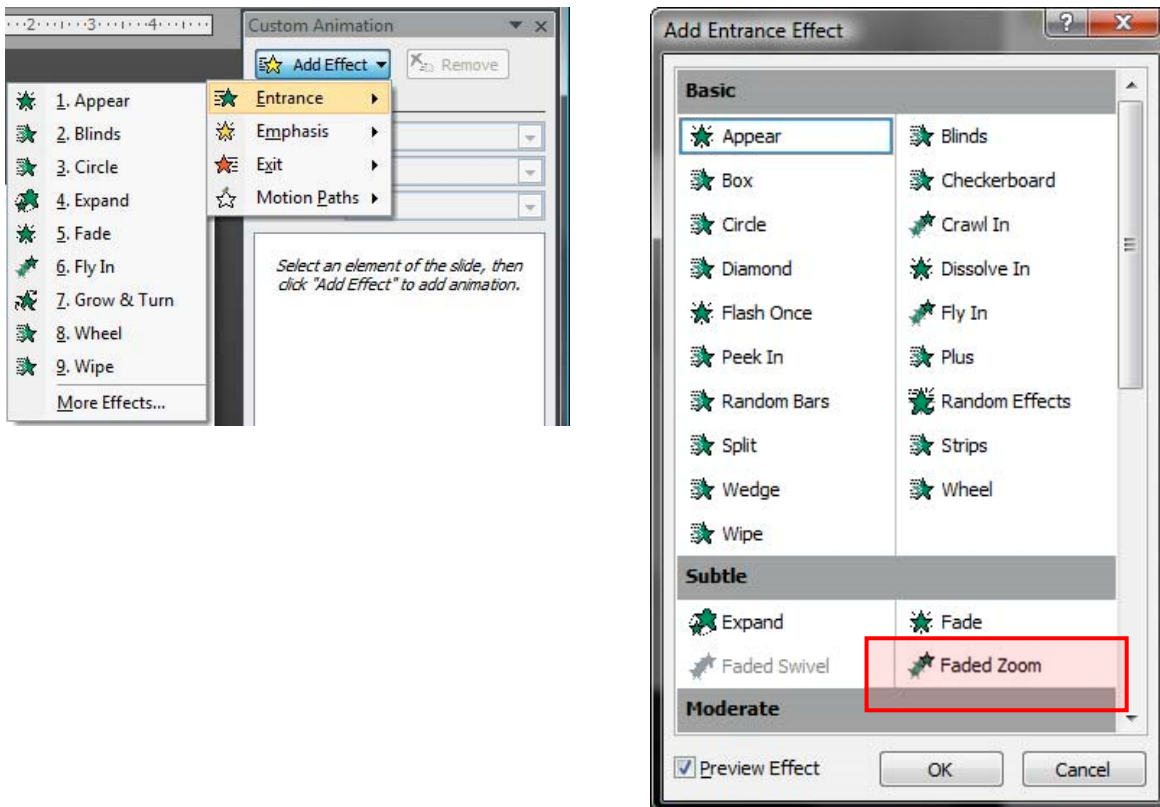 2 3 4
Custom Animation
Add Effect
Remove
Entrance
Emphasis
Exit
Motion Paths
1. Appear
2. Blinds
3. Circle
4. Expand
5. Fade
6. Fly In
7. Grow & Turn
8. Wheel
9. Wipe
More Effects...
Select an element of the slide, then
click "Add Effect" to add animation.
Add Entrance Effect
Basic
Appear Blinds
Box Checkerboard
Circle Crawl In
Diamond Dissolve In
Flash Once Fly In
Peek In Plus
Random Bars Random Effects
Split Strips
Wedge Wheel
Wipe
Subtle
Expand Fade
Faded Swivel Faded Zoom
Moderate
Preview Effect OK Cancel